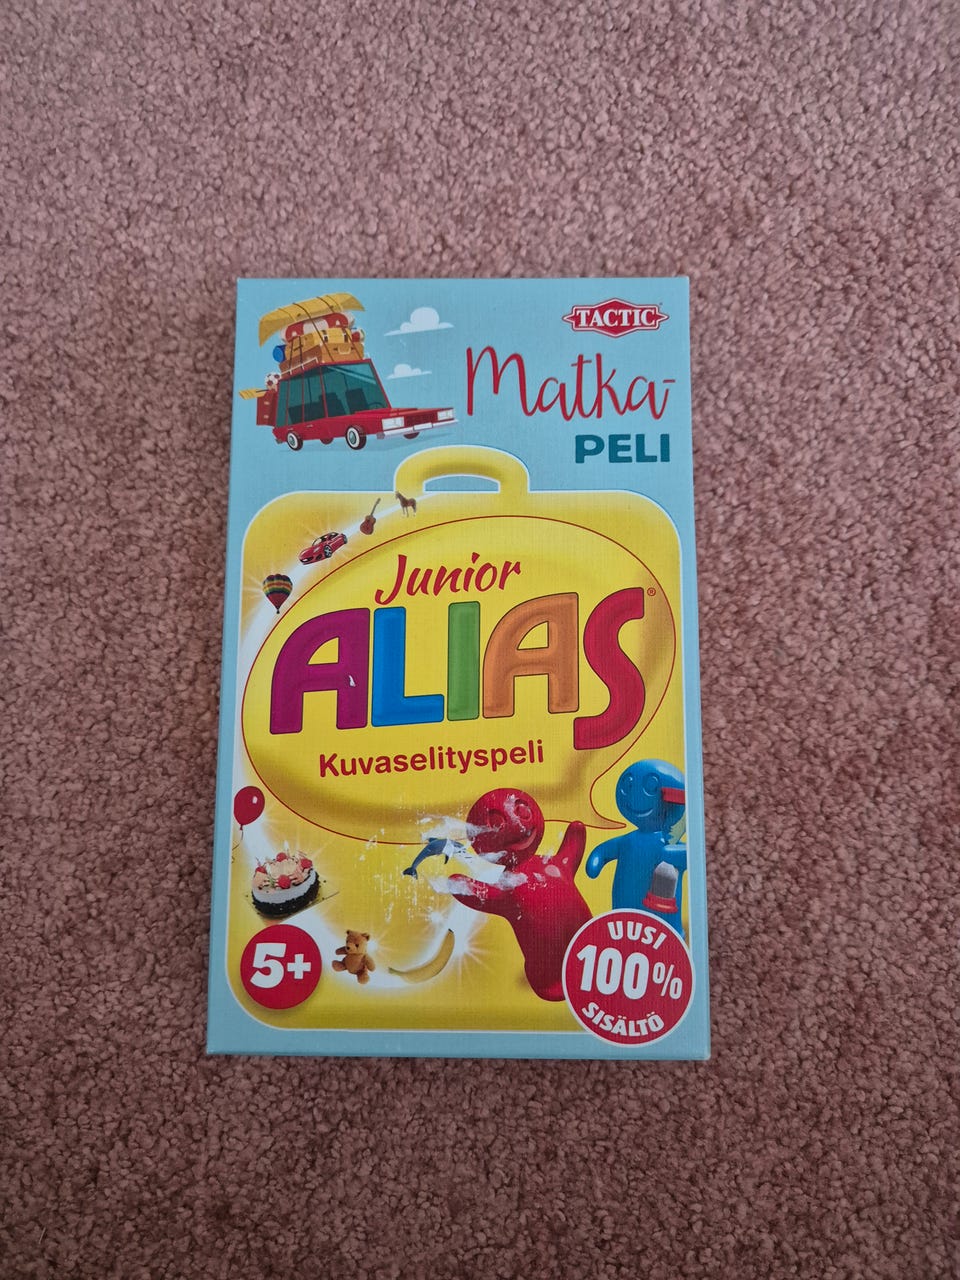 TACTIC
Matka-
PELI
Junior
ALIAS®
Kuvaselityspeli
5+
UUSI
100%
SISÄLTÖ